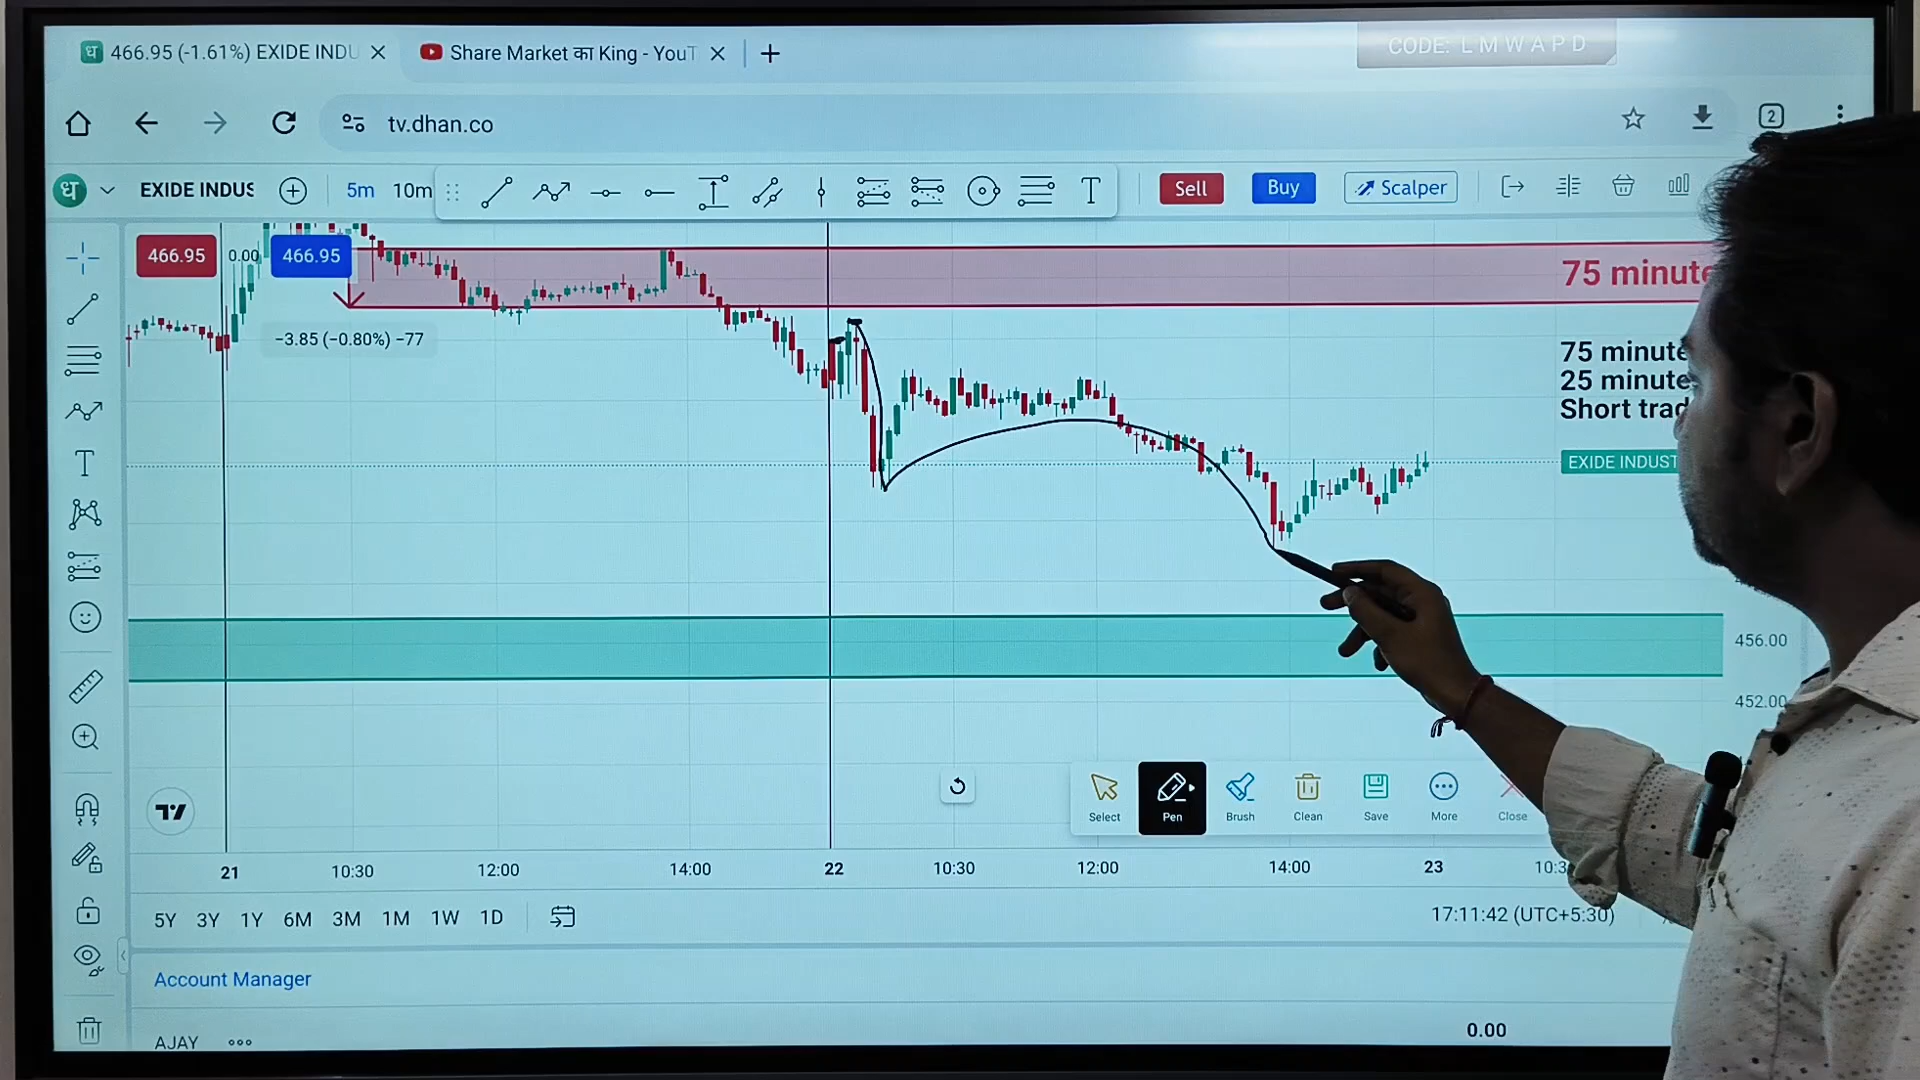 466.95 (-1.61%) EXIDE INDU
Share Market का King - YouT
CODE: L M W A P D
2
tv.dhan.co
ध
EXIDE INDUS
5m
10m
T
Sell
Buy
Scalper
466.95
0.00
466.95
75 minute
−3.85 (−0.80%) −77
75 minute
25 minute
Short trad
EXIDE INDUST
T
456.00
452.00
Select
Pen
Brush
Clean
Save
More
Close
21
10:30
12:00
14:00
22
10:30
12:00
14:00
23
10:3
5Y
3Y
1Y
6M
3M
1M
1W
1D
17:11:42 (UTC+5:30)
Account Manager
AJAY
0.00